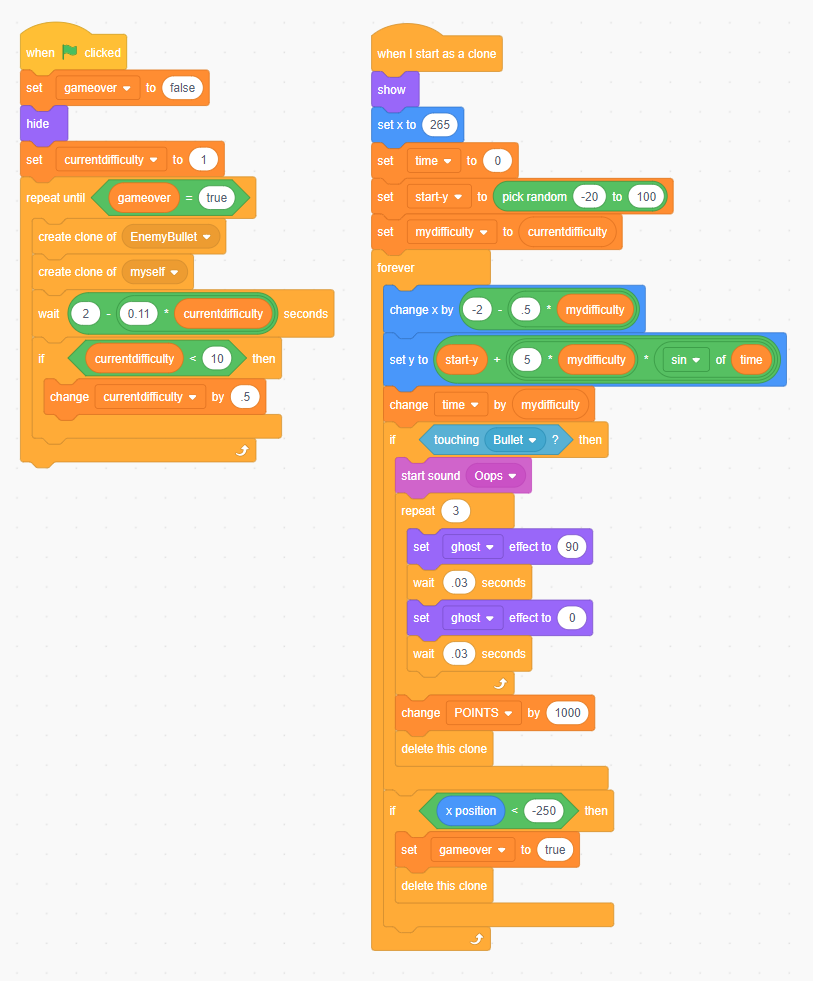 when clicked
set gameover to false
hide
set currentdifficulty to 1
repeat until gameover = true
create clone of EnemyBullet
create clone of myself
wait 2 - 0.11 * currentdifficulty seconds
if currentdifficulty < 10 then
change currentdifficulty by .5
when I start as a clone
show
set x to 265
set time to 0
set start-y to pick random -20 to 100
set mydifficulty to currentdifficulty
forever
change x by -2 - .5 * mydifficulty
set y to start-y + 5 * mydifficulty * sin of time
change time by mydifficulty
if touching Bullet ? then
start sound Oops
repeat 3
set ghost effect to 90
wait .03 seconds
set ghost effect to 0
wait .03 seconds
change POINTS by 1000
delete this clone
if x position < -250 then
set gameover to true
delete this clone